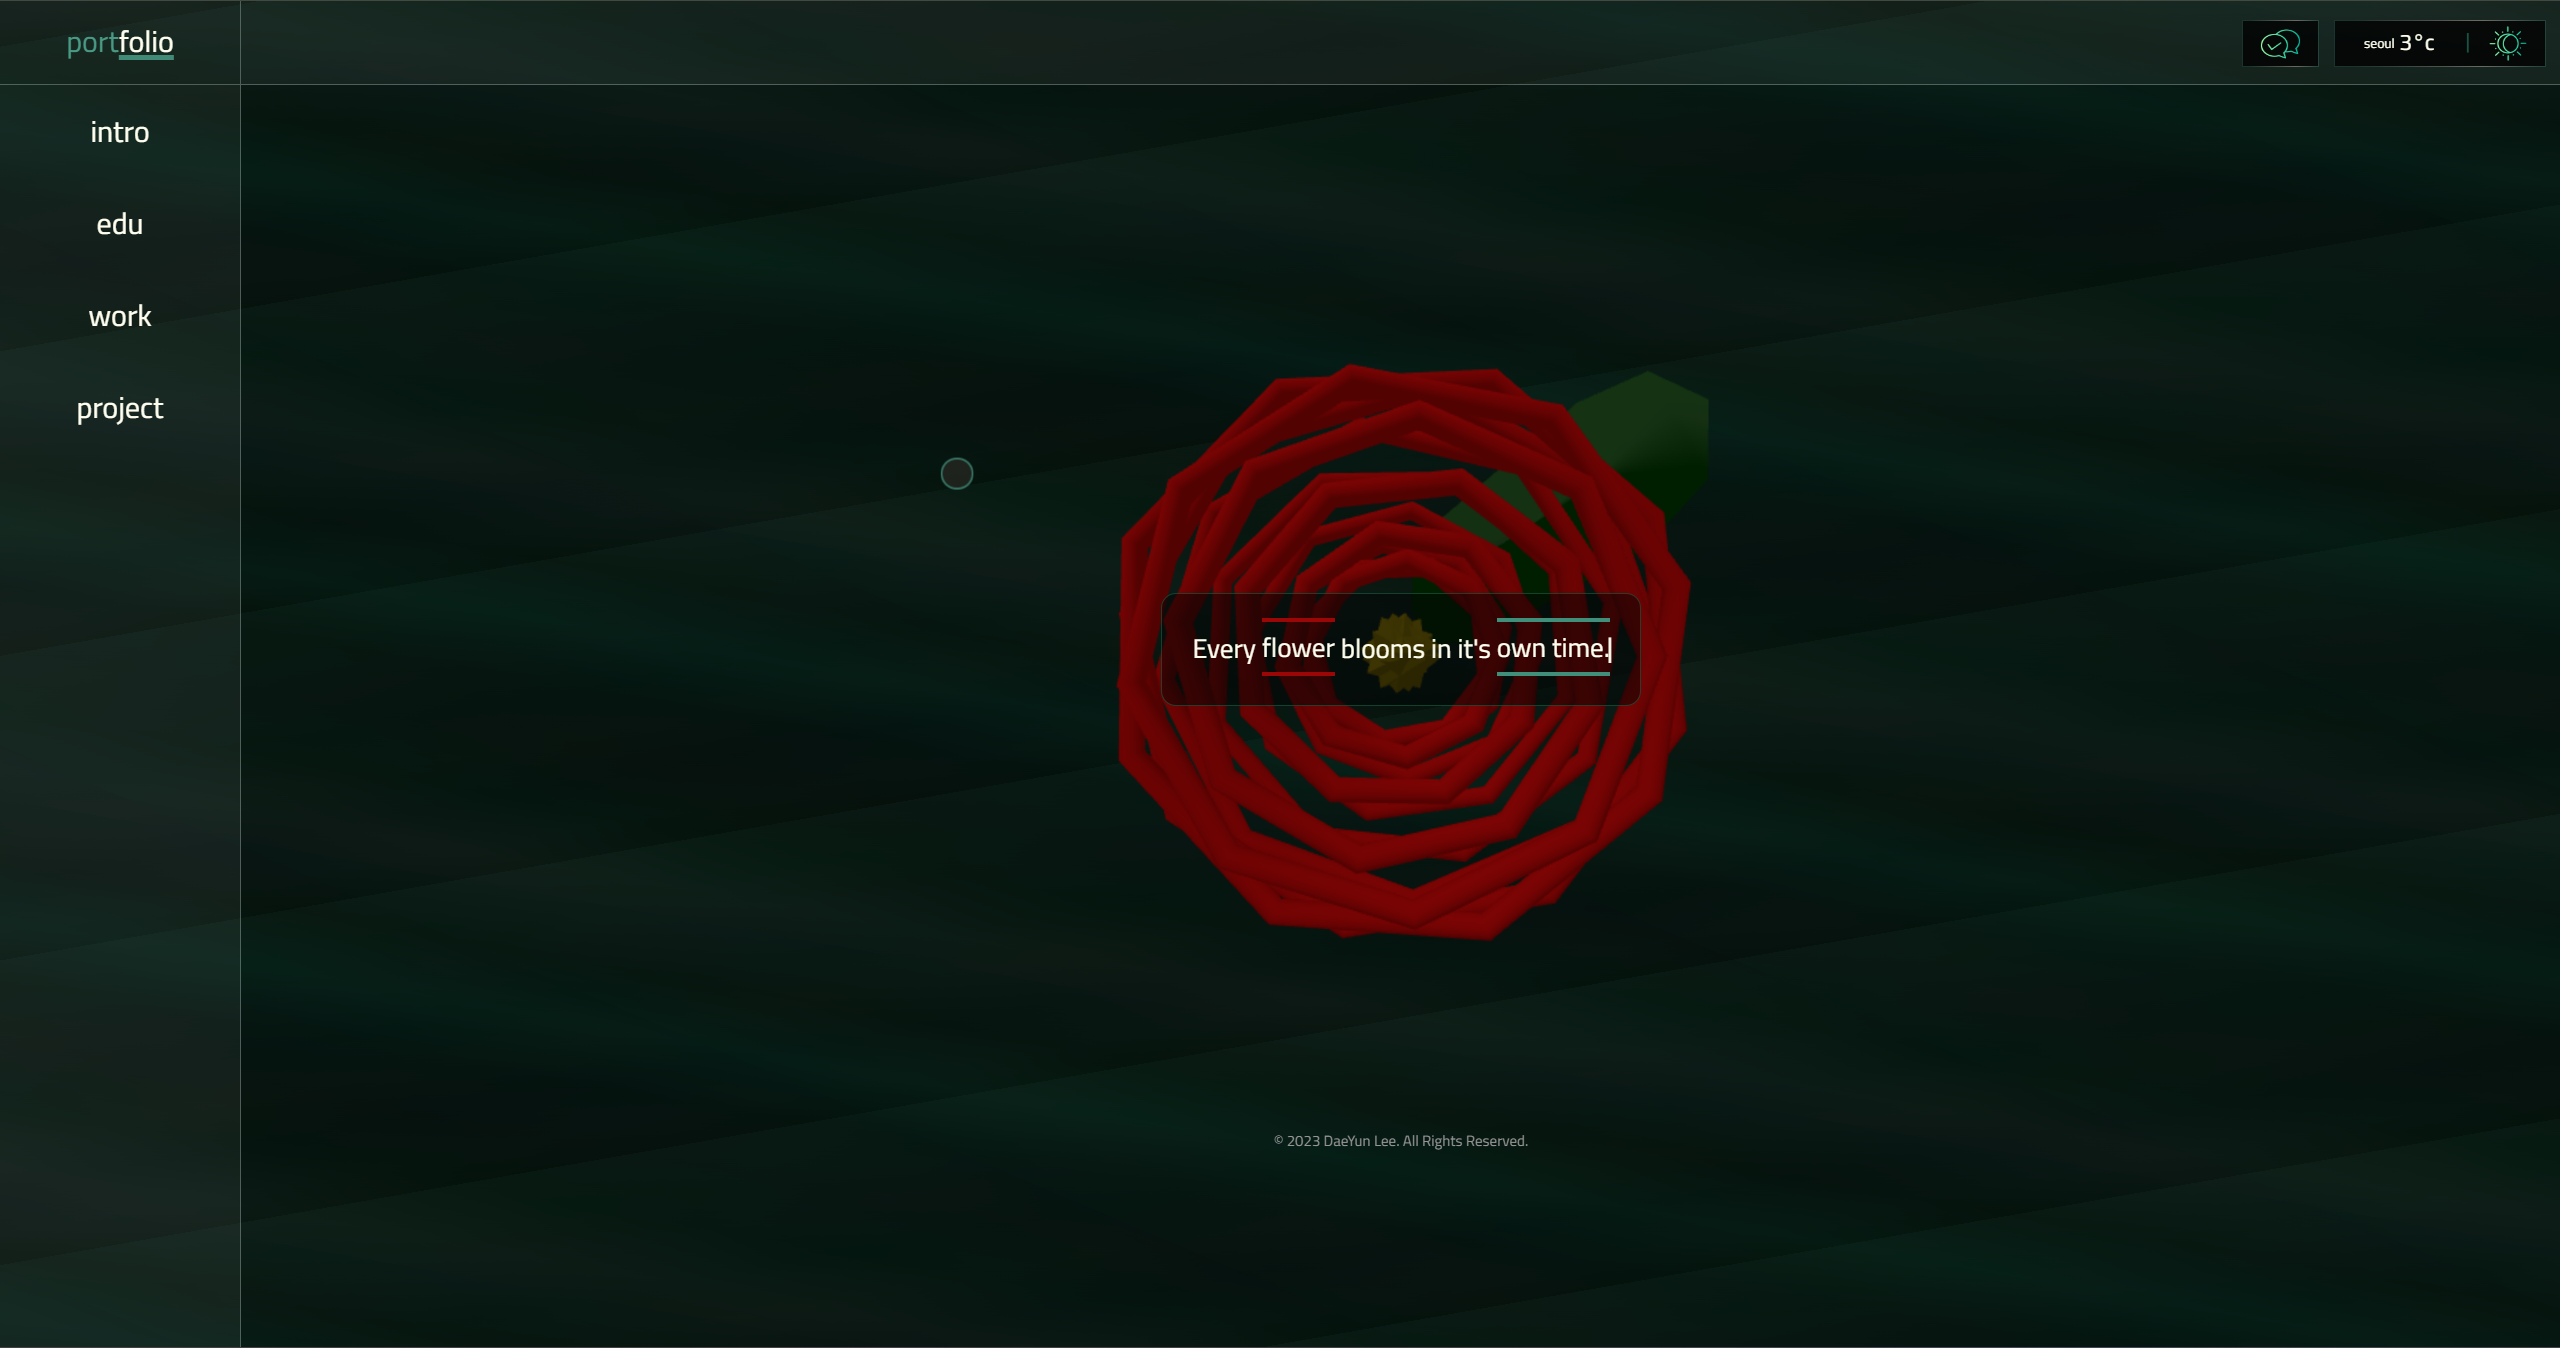 portfolio
seoul 3°c
intro
edu
work
project
Every flower blooms in it's own time.
© 2023 DaeYun Lee. All Rights Reserved.